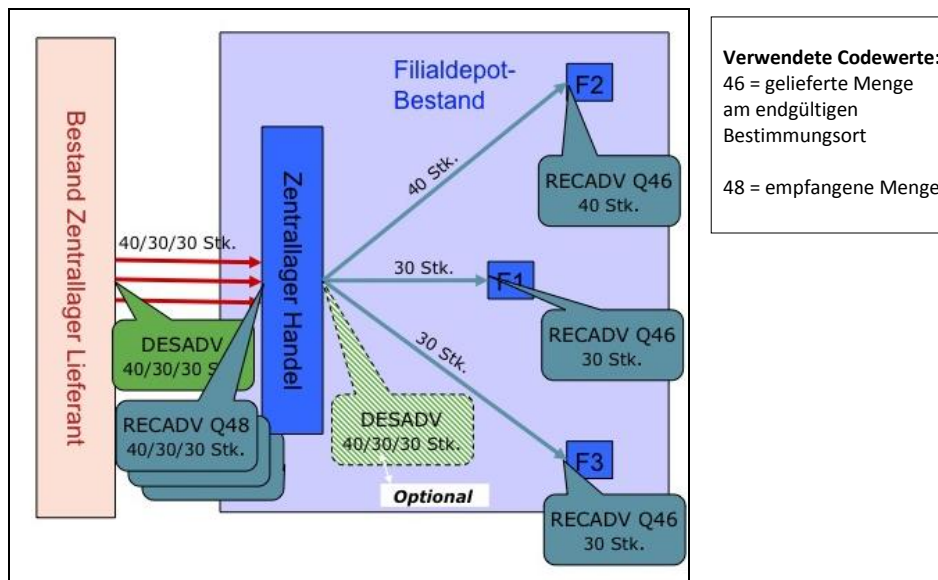 Bestand Zentrallager Lieferant
40/30/30 Stk.
DESADV
40/30/30 S
RECADV Q48
40/30/30 Stk.
Zentrallager Handel
Filialdepot-
Bestand
40 Stk.
30 Stk.
30 Stk.
DESADV
40/30/30 Stk.
Optional
F2
RECADV Q46
40 Stk.
F1
RECADV Q46
30 Stk.
F3
RECADV Q46
30 Stk.
Verwendete Codewerte:
46 = gelieferte Menge
am endgültigen
Bestimmungsort
48 = empfangene Menge